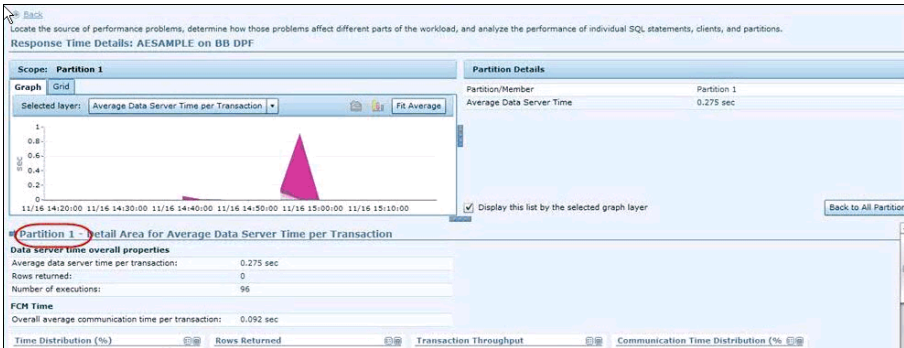 Back
Locate the source of performance problems, determine how those problems affect different parts of the workload, and analyze the performance of individual SQL statements, clients, and partitions.
Response Time Details: AESAMPLE on BB DPF
Scope: Partition 1
Graph Grid
Selected layer: Average Data Server Time per Transaction
Fit Average
sec
1
0.8
0.6
0.4
0.2
0
11/16 14:20:00 11/16 14:30:00 11/16 14:40:00 11/16 14:50:00 11/16 15:00:00 11/16 15:10:00
Partition Details
Partition/Member Partition 1
Average Data Server Time 0.275 sec
Display this list by the selected graph layer
Back to All Partition
Partition 1 - Detail Area for Average Data Server Time per Transaction
Data server time overall properties
Average data server time per transaction: 0.275 sec
Rows returned: 0
Number of executions: 96
FCM Time
Overall average communication time per transaction: 0.092 sec
Time Distribution (%) Rows Returned Transaction Throughput Communication Time Distribution (%